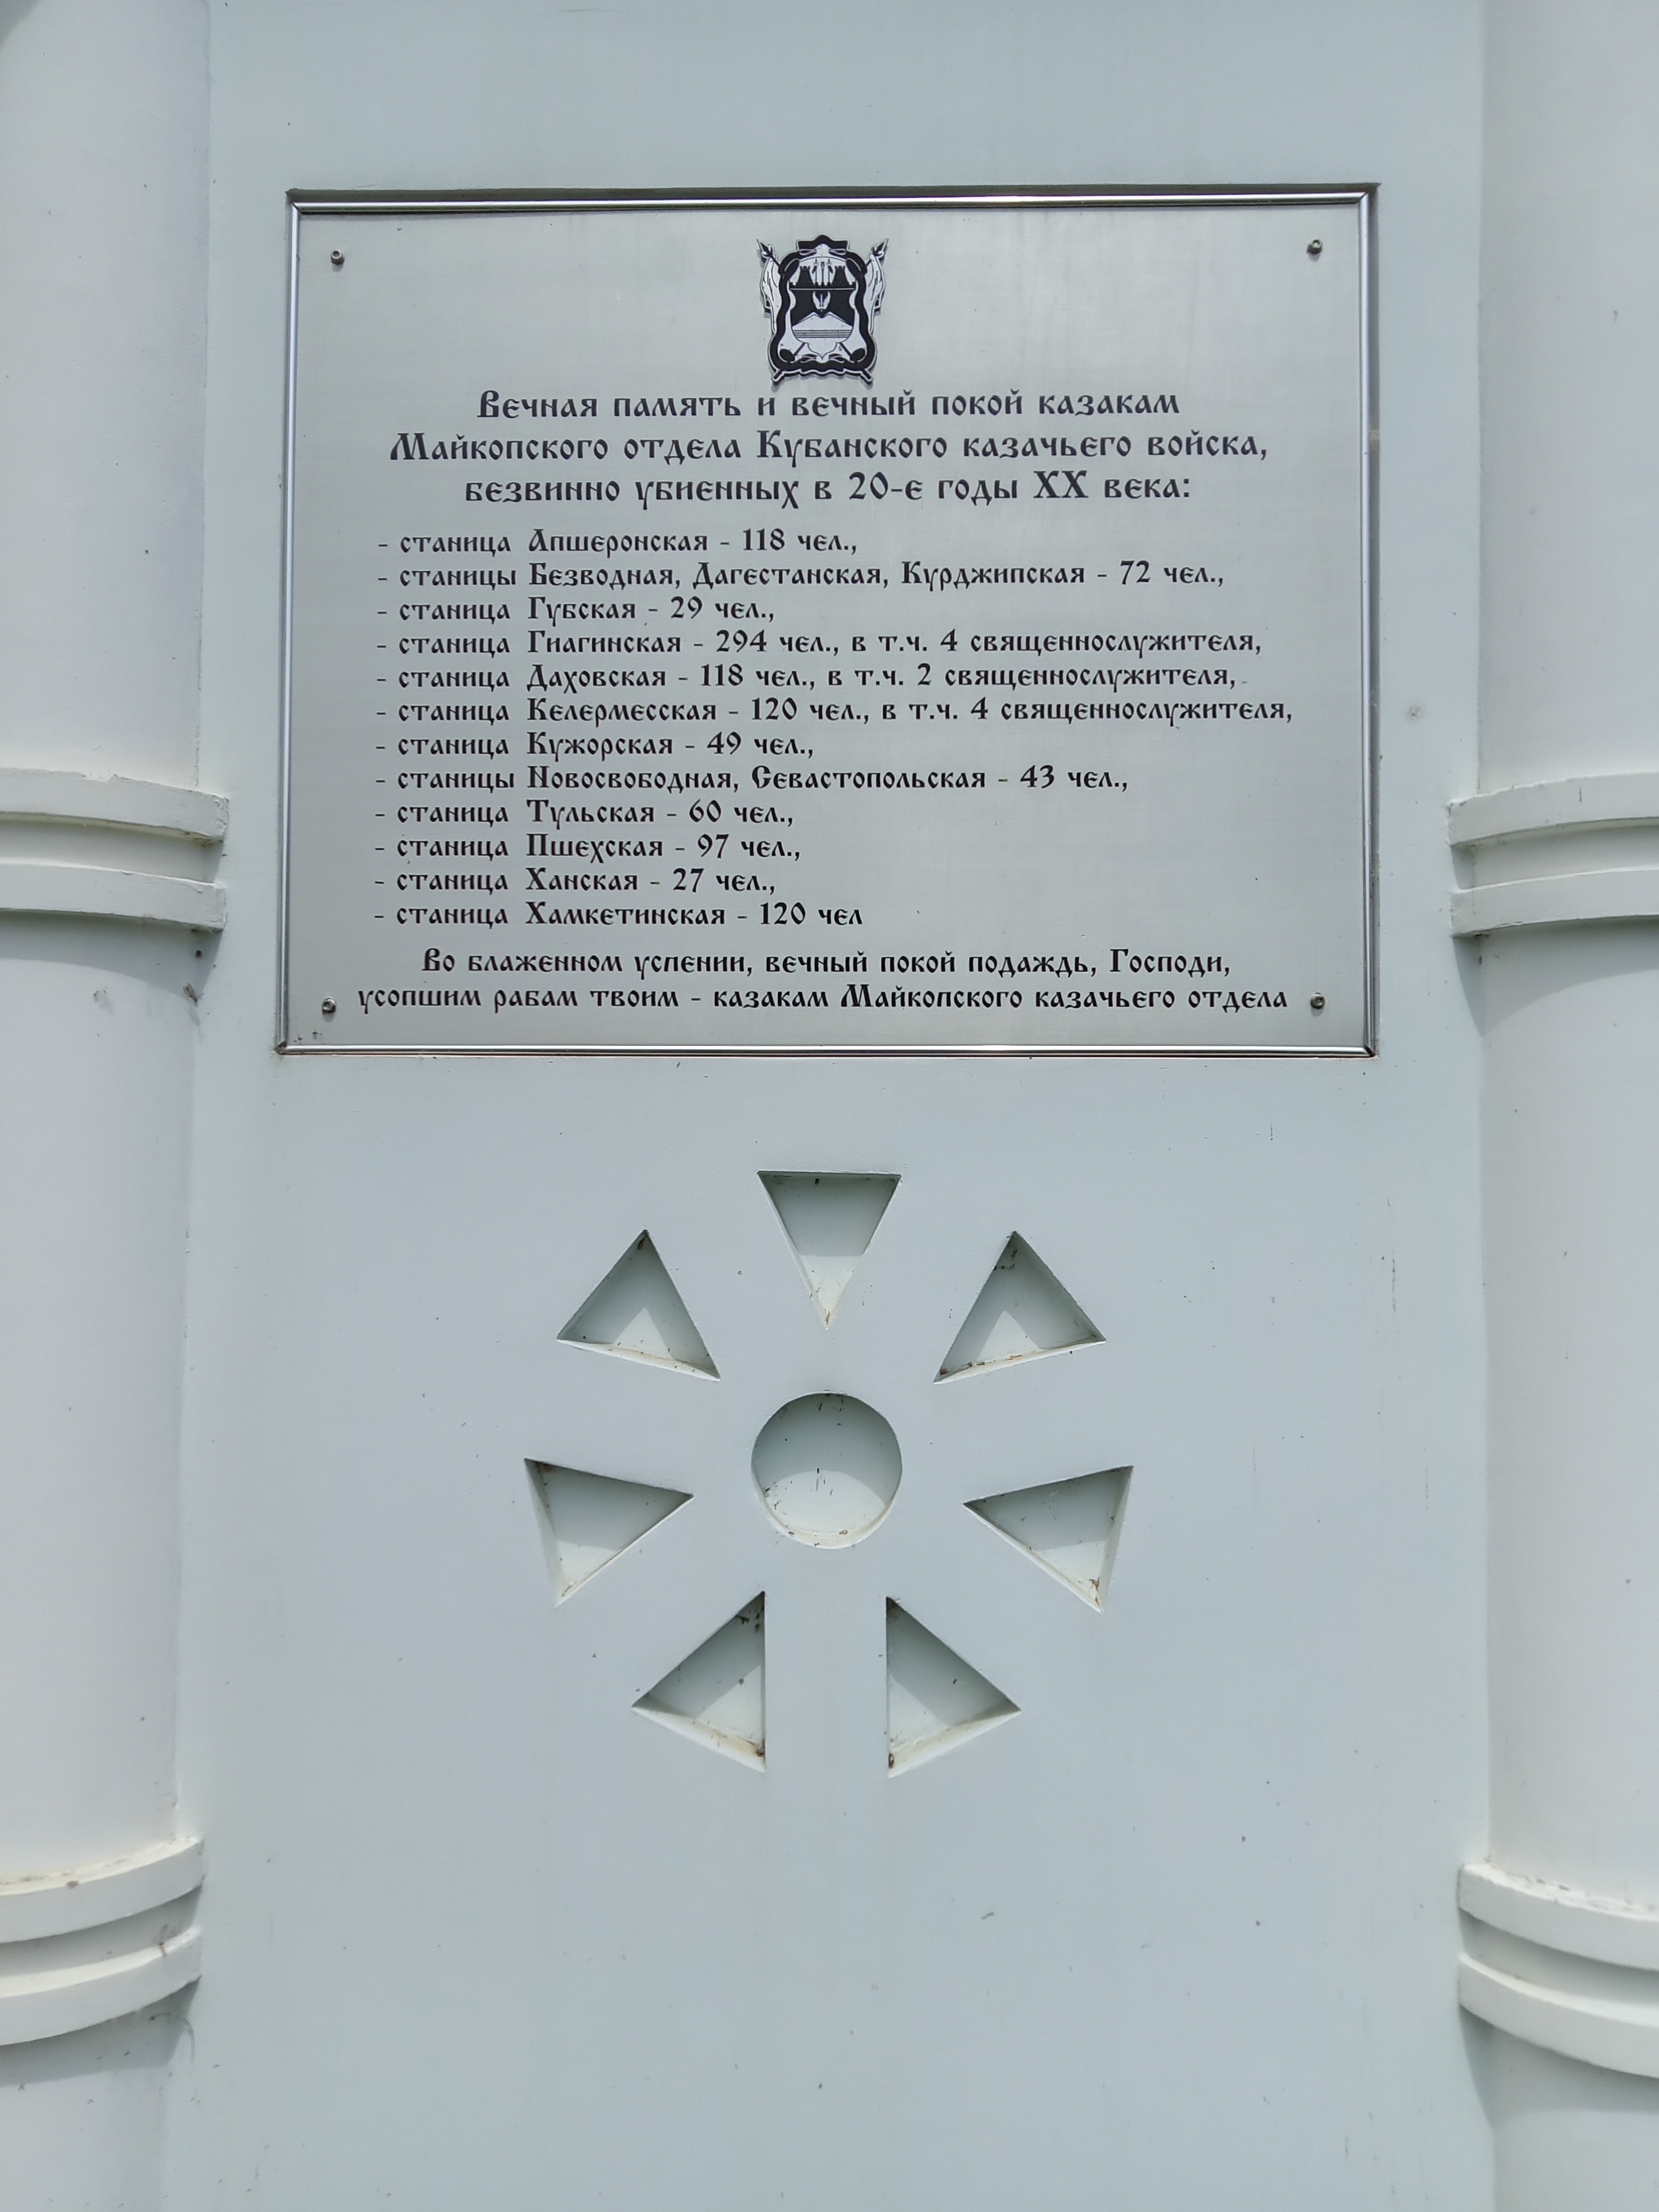 Вечная память и вечный покой казакам
Майкопского отдела Кубанского казачьего войска,
безвинно убиенных в 20-е годы XX века:
- станица Апшеронская - 118 чел.,
- станицы Безводная, Дагестанская, Курджипская - 72 чел.,
- станица Губская - 29 чел.,
- станица Гиагинская - 294 чел., в т.ч. 4 священнослужителя,
- станица Даховская - 118 чел., в т.ч. 2 священнослужителя,
- станица Келермесская - 120 чел., в т.ч. 4 священнослужителя,
- станица Кужорская - 49 чел.,
- станицы Новосвободная, Севастопольская - 43 чел.,
- станица Тульская - 60 чел.,
- станица Пшехская - 97 чел.,
- станица Ханская - 27 чел.,
- станица Хамкетинская - 120 чел
Во блаженном успении, вечный покой подаждь, Господи,
усопшим рабам твоим - казакам Майкопского казачьего отдела